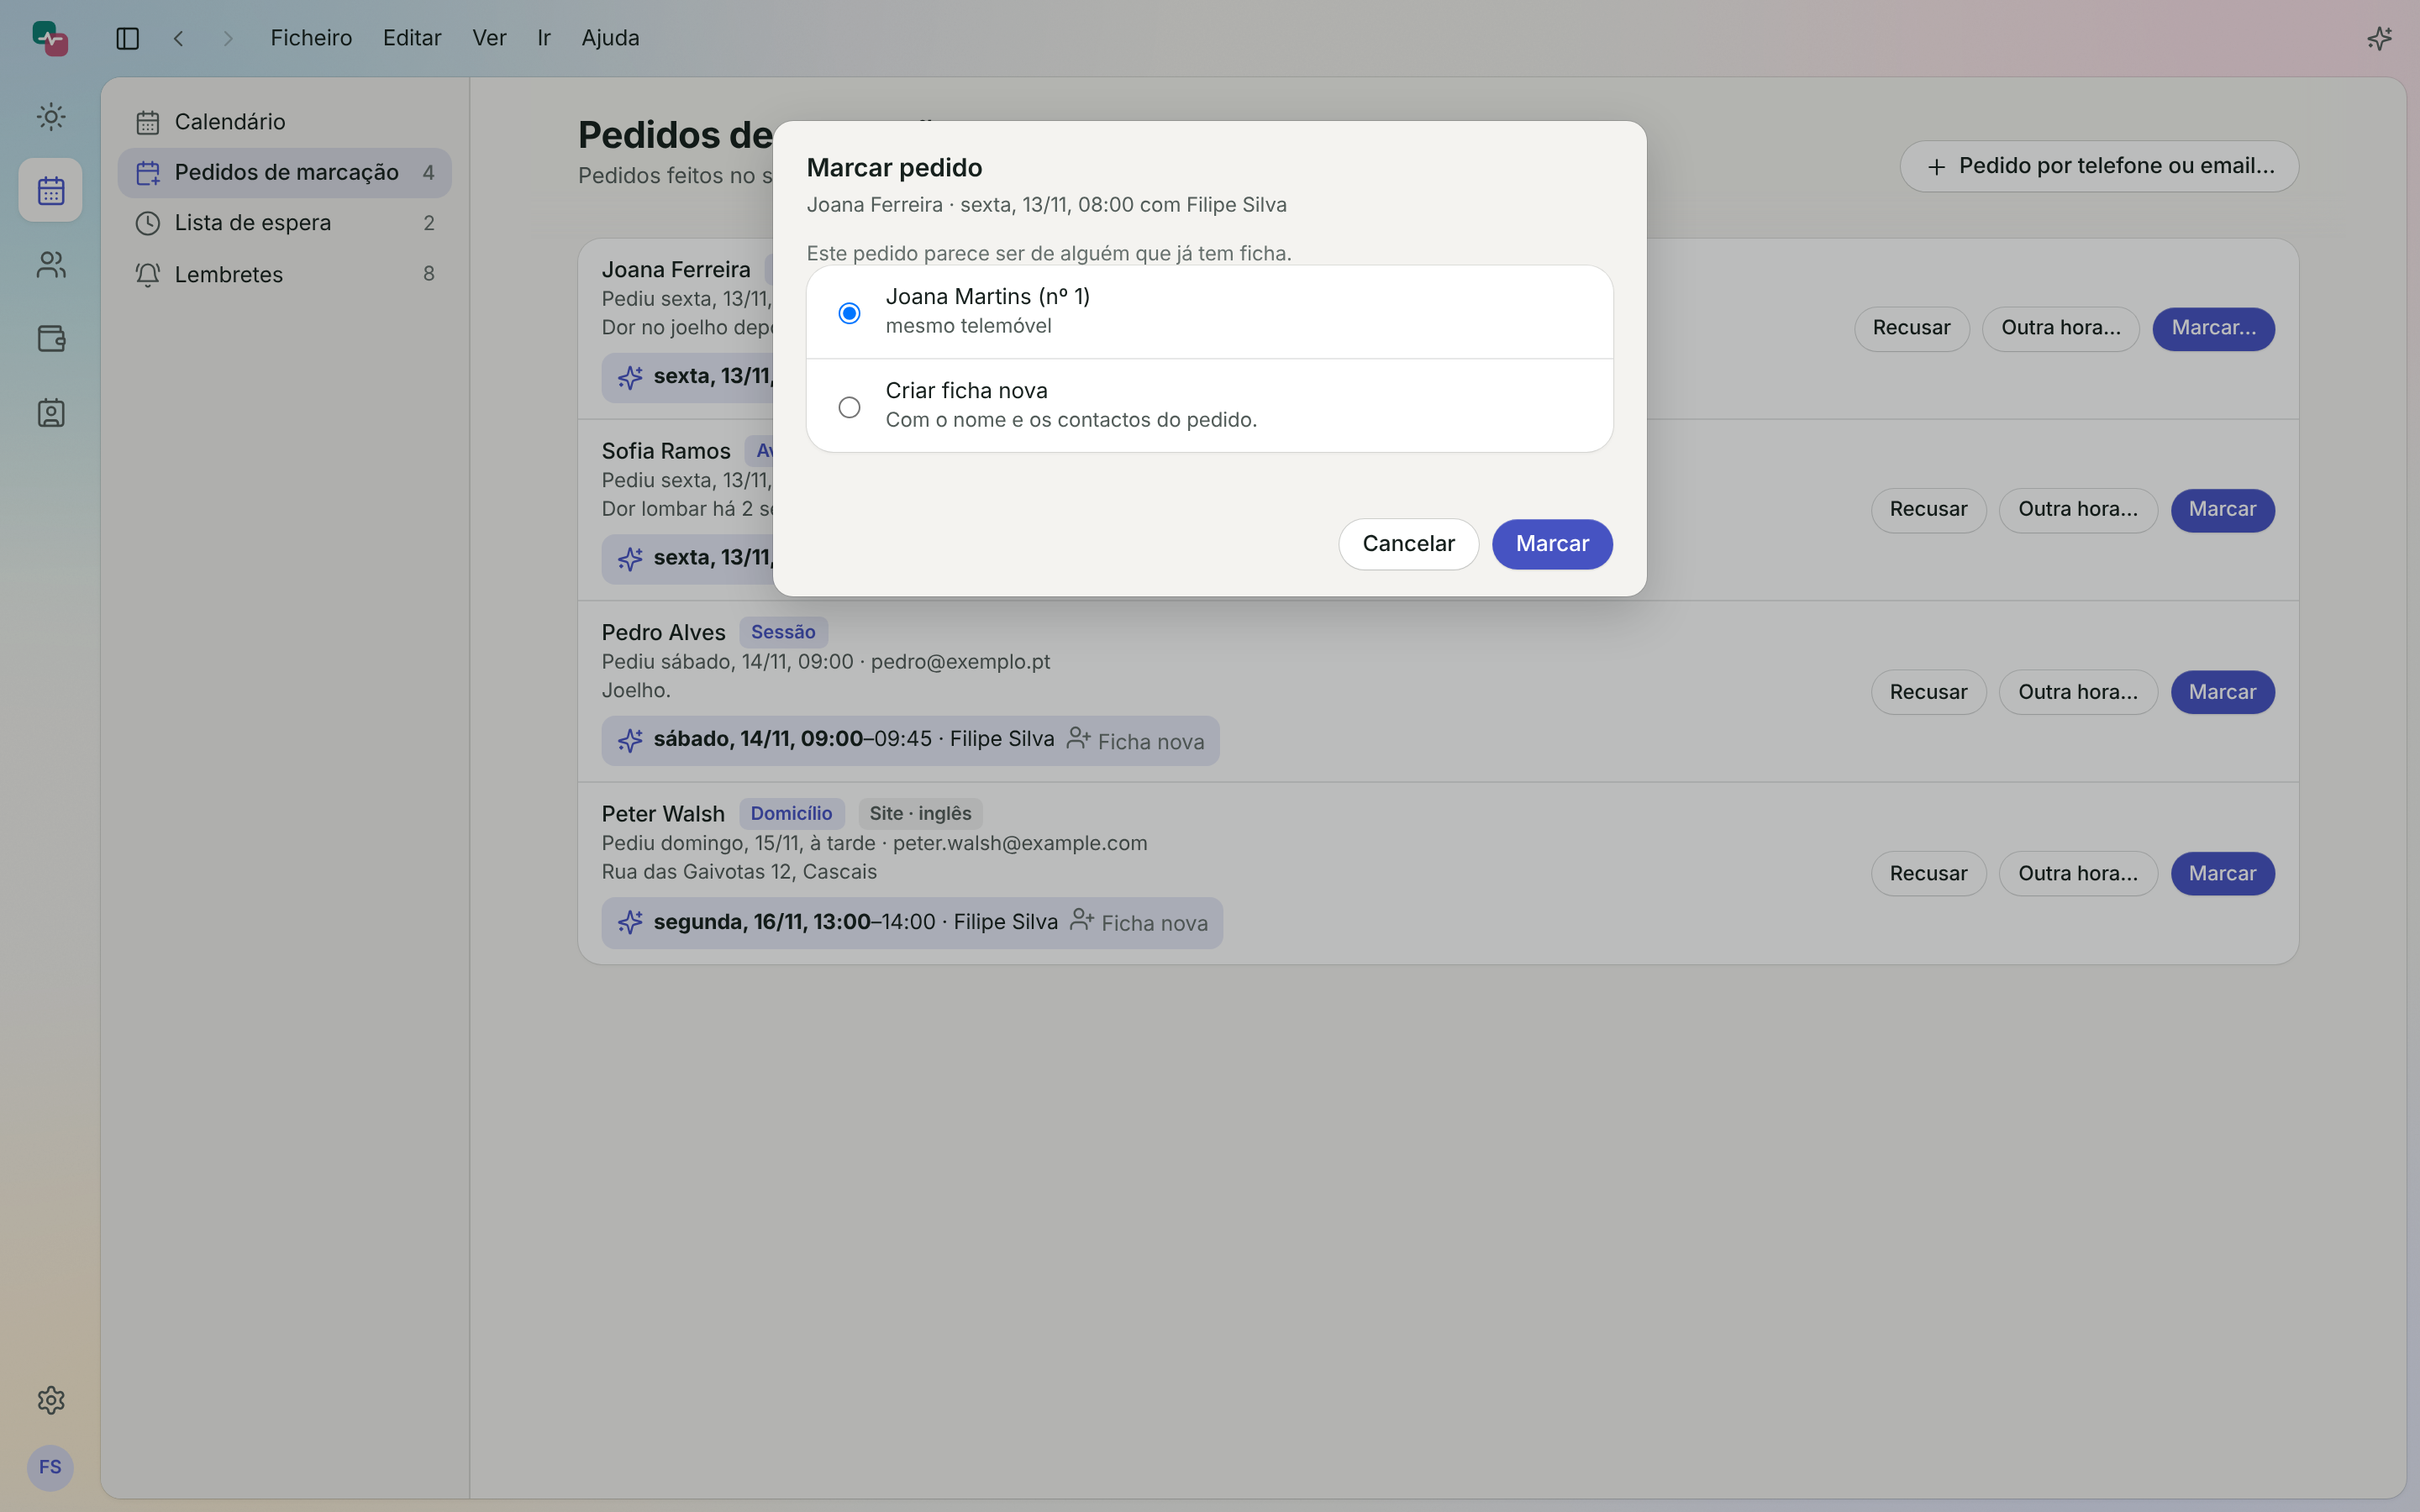 Ficheiro Editar Ver Ir Ajuda
Calendário
Pedidos de marcação 4
Lista de espera 2
Lembretes 8
FS
Pedidos de
Pedidos feitos no s
Pedido por telefone ou email...
Marcar pedido
Joana Ferreira · sexta, 13/11, 08:00 com Filipe Silva
Este pedido parece ser de alguém que já tem ficha.
Joana Martins (nº 1)
mesmo telemóvel
Criar ficha nova
Com o nome e os contactos do pedido.
Cancelar Marcar
Joana Ferreira
Pediu sexta, 13/11,
Dor no joelho
sexta, 13/11,
Recusar Outra hora... Marcar...
Sofia Ramos
Pediu sexta, 13/11,
Dor lombar há 2
sexta, 13/11,
Recusar Outra hora... Marcar
Pedro Alves Sessão
Pediu sábado, 14/11, 09:00 · pedro@exemplo.pt
Joelho.
sábado, 14/11, 09:00–09:45 · Filipe Silva Ficha nova
Recusar Outra hora... Marcar
Peter Walsh Domicílio Site · inglês
Pediu domingo, 15/11, à tarde · peter.walsh@example.com
Rua das Gaivotas 12, Cascais
segunda, 16/11, 13:00–14:00 · Filipe Silva Ficha nova
Recusar Outra hora... Marcar